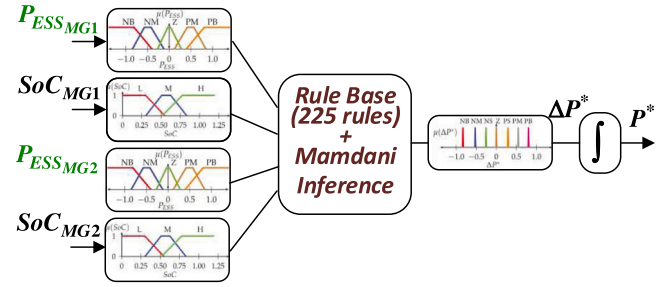 P_ESS_MG1
μ(P_ESS)
NB NM Z PM PB
−1.0 −0.5 0 0.5 1.0
P_ESS
SoC_MG1
μ(SoC)
L M H
1
0 0.25 0.50 0.75 1.00 1.25
SoC
P_ESS_MG2
μ(P_ESS)
NB NM Z PM PB
−1.0 −0.5 0 0.5 1.0
P_ESS
SoC_MG2
μ(SoC)
L M H
1
0 0.25 0.50 0.75 1.00 1.25
SoC
Rule Base
(225 rules)
+
Mamdani
Inference
NB NM NS Z PS PM PB
μ(ΔP*)
−1.0 −0.5 0 0.5 1.0
ΔP*
ΔP*
∫
P*